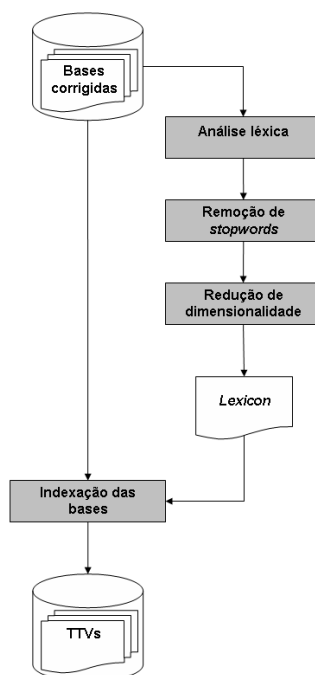 Bases
corrigidas
Análise léxica
Remoção de
stopwords
Redução de
dimensionalidade
Lexicon
Indexação das
bases
TTVs